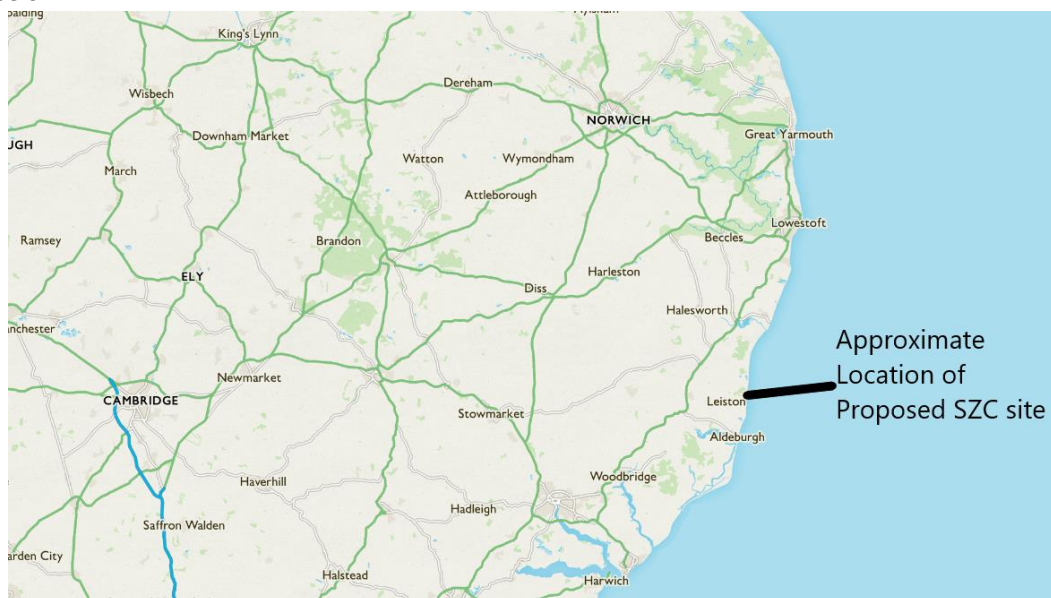 King's Lynn
Wisbech
Dereham
NORWICH
Downham Market
Great Yarmouth
Watton
Wymondham
March
Attleborough
Lowestoft
Ramsey
Brandon
Beccles
ELY
Harleston
Diss
Halesworth
Approximate
Location of
Proposed SZC site
Newmarket
CAMBRIDGE
Leiston
Stowmarket
Aldeburgh
Woodbridge
Haverhill
Hadleigh
Saffron Walden
Halstead
Harwich